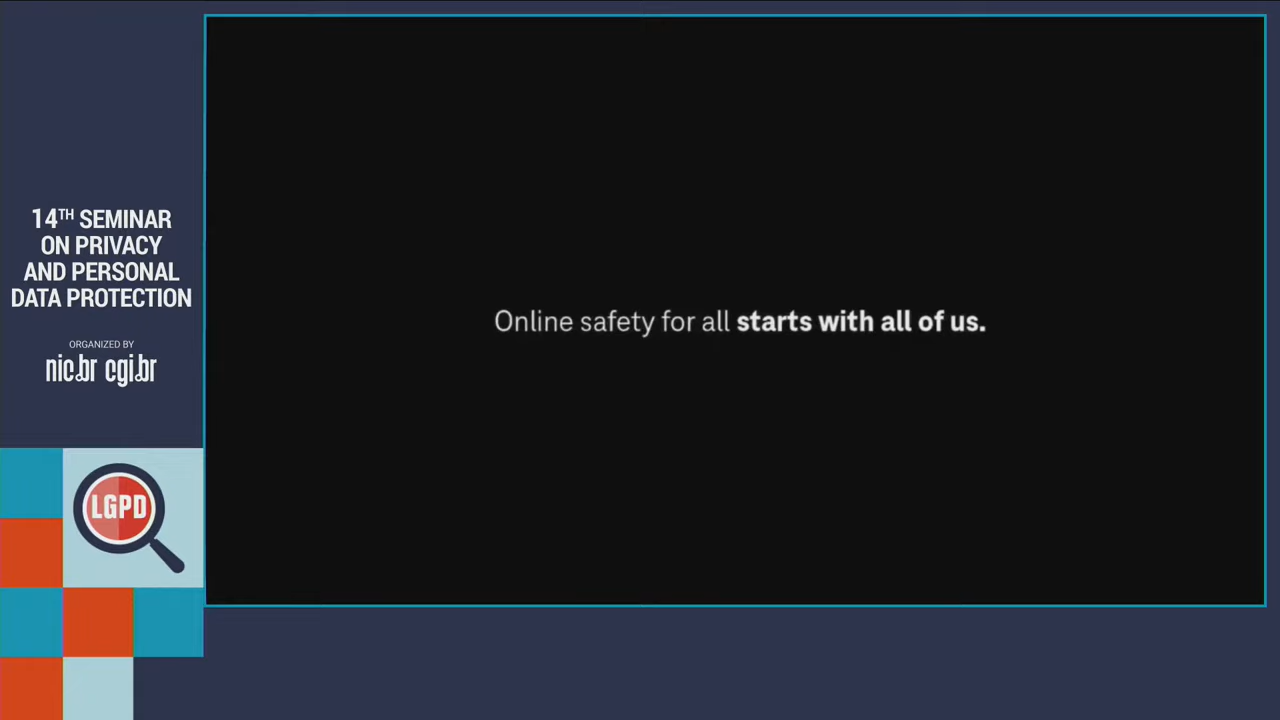 14TH SEMINAR
ON PRIVACY
AND PERSONAL
DATA PROTECTION
ORGANIZED BY
nic.br cgi.br
LGPD
Online safety for all starts with all of us.